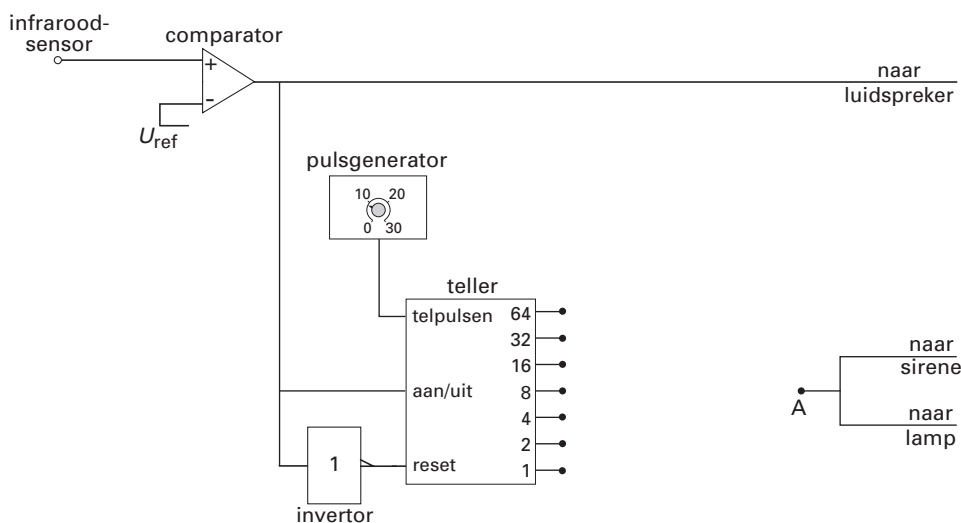 infrarood-
sensor
comparator
+
-
U ref
naar
luidspreker
pulsgenerator
10 20
0 30
teller
telpulsen
64
32
16
aan/uit
8
4
2
reset
1
1
invertor
A
naar
sirene
naar
lamp